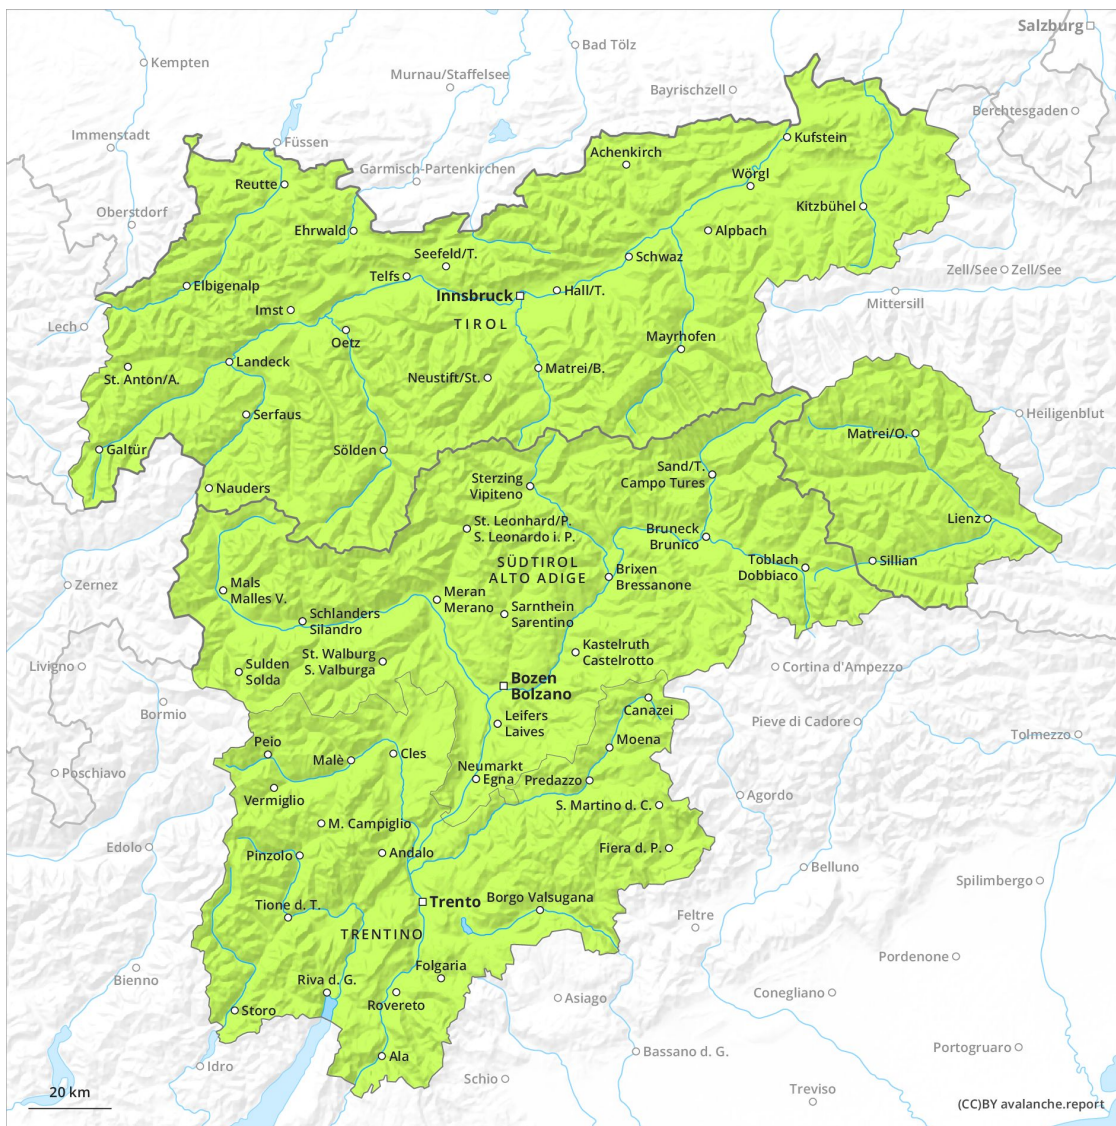 Salzburg
Bad Tölz
Kempten
Murnau/Staffelsee
Bayrischzell
Berchtesgaden
Immenstadt
Füssen
Kufstein
Achenkirch
Garmisch-Partenkirchen
Wörgl
Reutte
Oberstdorf
Kitzbühel
Ehrwald
Alpbach
Seefeld/T.
Schwaz
Telfs
Zell/See
Zell/See
Elbigenalp
Hall/T.
Innsbruck
Mittersill
Imst
TIROL
Lech
Oetz
Mayrhofen
Landeck
Matrei/B.
St. Anton/A.
Neustift/St.
Serfaus
Heiligenblut
Matrei/O.
Galtür
Sölden
Sand/T.
Campo Tures
Sterzing
Vipiteno
Nauders
Lienz
St. Leonhard/P.
S. Leonardo i. P.
Bruneck
Brunico
SÜDTIROL
ALTO ADIGE
Toblach
Dobbiaco
Sillian
Brixen
Bressanone
Zernez
Mals
Malles V.
Meran
Merano
Sarnthein
Sarentino
Schlanders
Silandro
Kastelruth
Castelrotto
St. Walburg
S. Valburga
Livigno
Sulden
Solda
Cortina d'Ampezzo
Bozen
Bolzano
Bormio
Canazei
Leifers
Laives
Pieve di Cadore
Tolmezzo
Peio
Moena
Malè
Cles
Poschiavo
Neumarkt
Egna
Predazzo
Vermiglio
Agordo
S. Martino d. C.
M. Campiglio
Edolo
Fiera d. P.
Pinzolo
Andalo
Belluno
Spilimbergo
Trento
Borgo Valsugana
Tione d. T.
Feltre
TRENTINO
Pordenone
Bienno
Folgaria
Riva d. G.
Conegliano
Asiago
Rovereto
Storo
Portogruaro
Bassano d. G.
Ala
Idro
Schio
Treviso
20 km
(CC)BY avalanche.report